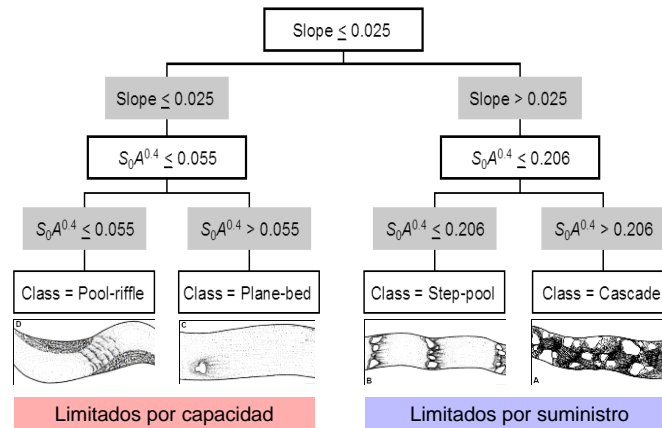 Slope ≤ 0.025
Slope ≤ 0.025
Slope > 0.025
S₀A⁰·⁴ ≤ 0.055
S₀A⁰·⁴ ≤ 0.206
S₀A⁰·⁴ ≤ 0.055
S₀A⁰·⁴ > 0.055
S₀A⁰·⁴ ≤ 0.206
S₀A⁰·⁴ > 0.206
Class = Pool-riffle
Class = Plane-bed
Class = Step-pool
Class = Cascade
D
C
B
A
Limitados por capacidad
Limitados por suministro